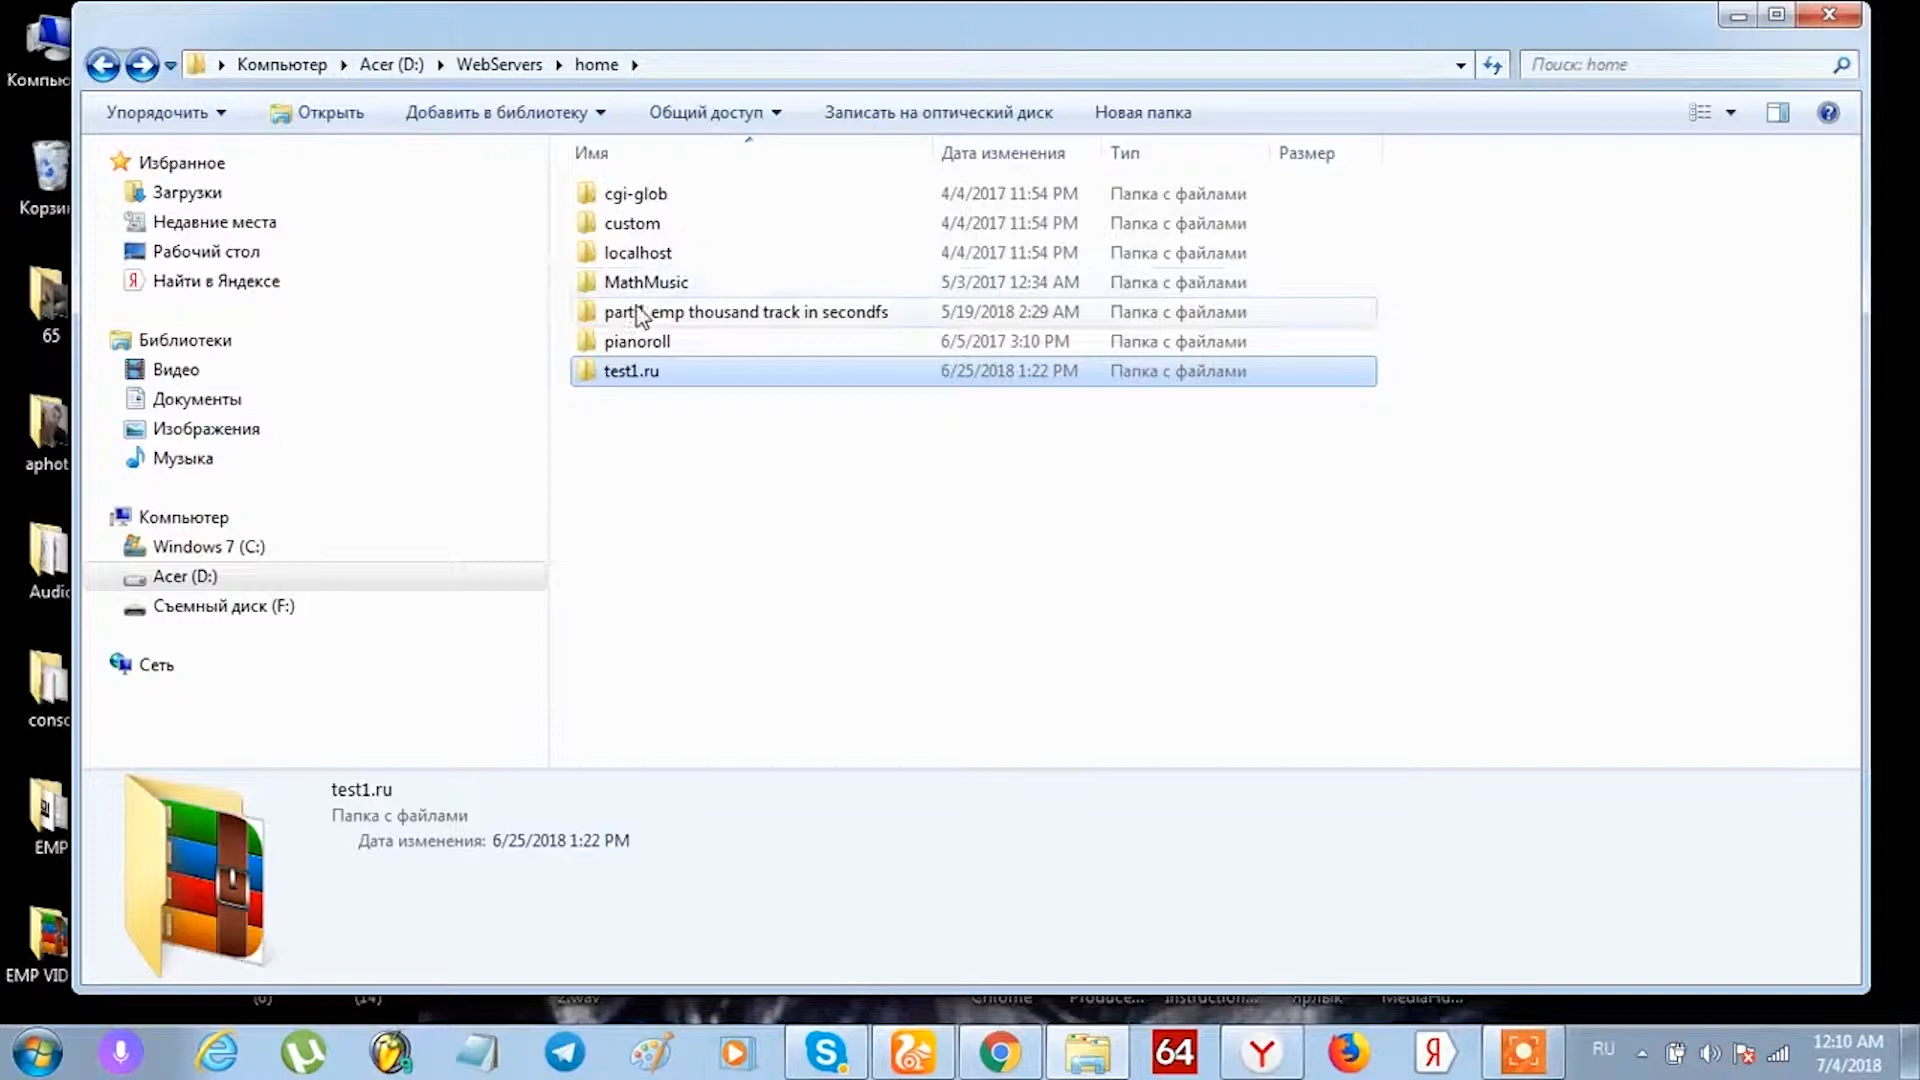 Компью
Корзин
65
aphot
Audio
consc
EMP
EMP VID
Компьютер
Acer (D:)
WebServers
home
Поиск: home
Упорядочить
Открыть
Добавить в библиотеку
Общий доступ
Записать на оптический диск
Новая папка
Избранное
Загрузки
Недавние места
Рабочий стол
Найти в Яндексе
Библиотеки
Видео
Документы
Изображения
Музыка
Компьютер
Windows 7 (C:)
Acer (D:)
Съемный диск (F:)
Сеть
Имя Дата изменения Тип Размер
cgi-glob 4/4/2017 11:54 PM Папка с файлами
custom 4/4/2017 11:54 PM Папка с файлами
localhost 4/4/2017 11:54 PM Папка с файлами
MathMusic 5/3/2017 12:34 AM Папка с файлами
emp thousand track in secondfs 5/19/2018 2:29 AM Папка с файлами
pianoroll 6/5/2017 3:10 PM Папка с файлами
test1.ru 6/25/2018 1:22 PM Папка с файлами
test1.ru
Папка с файлами
Дата изменения: 6/25/2018 1:22 PM
64
RU
12:10 AM
7/4/2018